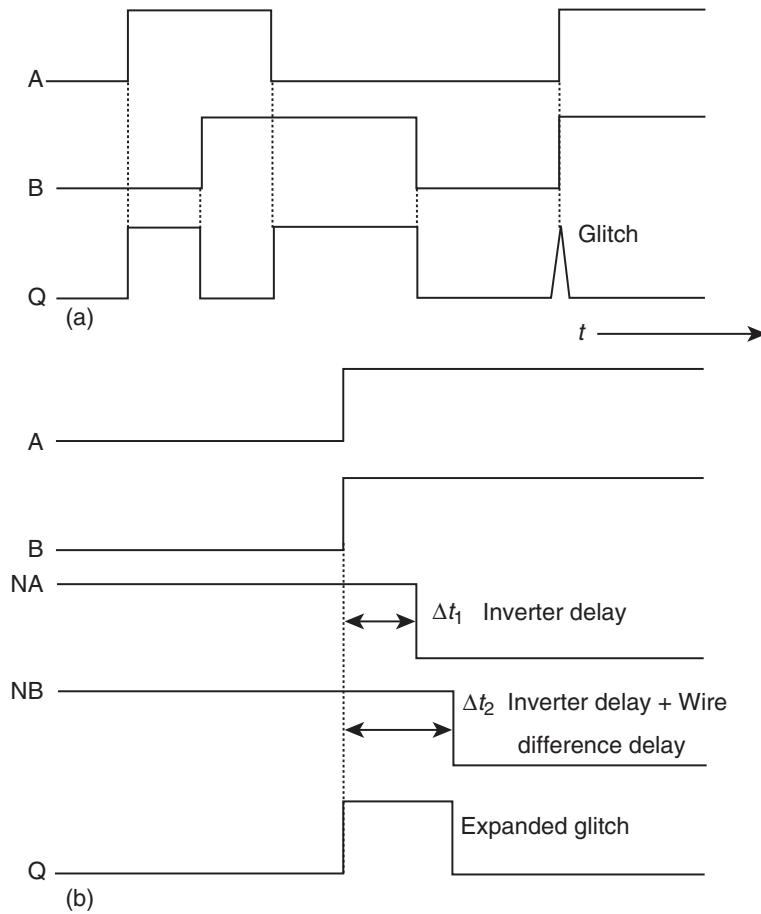 A
B
Glitch
Q
(a)
t
A
B
NA
Δt₁ Inverter delay
NB
Δt₂ Inverter delay + Wire
difference delay
Expanded glitch
Q
(b)